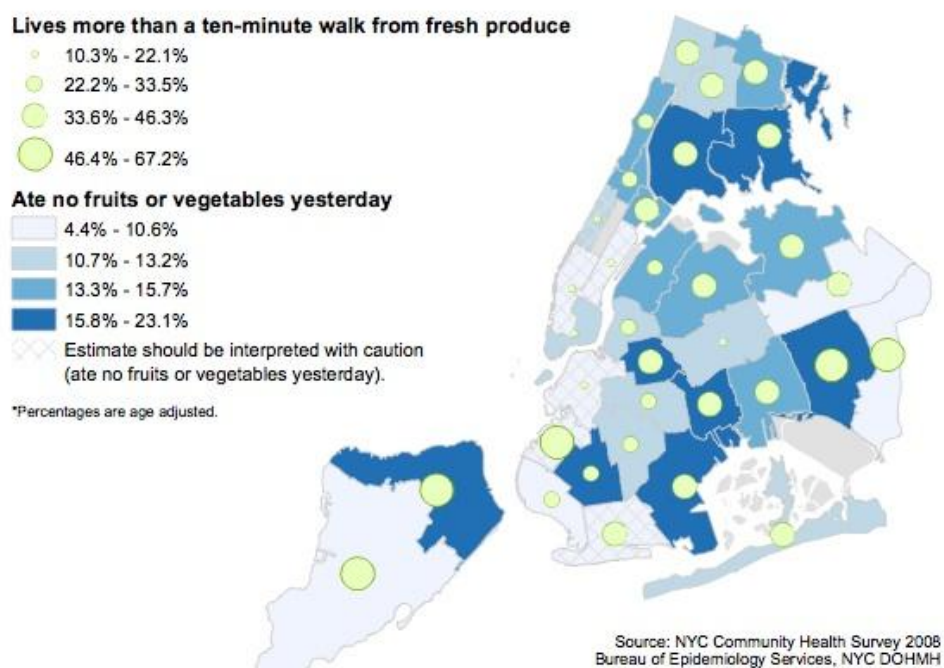 Lives more than a ten-minute walk from fresh produce
10.3% - 22.1%
22.2% - 33.5%
33.6% - 46.3%
46.4% - 67.2%
Ate no fruits or vegetables yesterday
4.4% - 10.6%
10.7% - 13.2%
13.3% - 15.7%
15.8% - 23.1%
Estimate should be interpreted with caution
(ate no fruits or vegetables yesterday).
*Percentages are age adjusted.
Source: NYC Community Health Survey 2008
Bureau of Epidemiology Services, NYC DOHMH